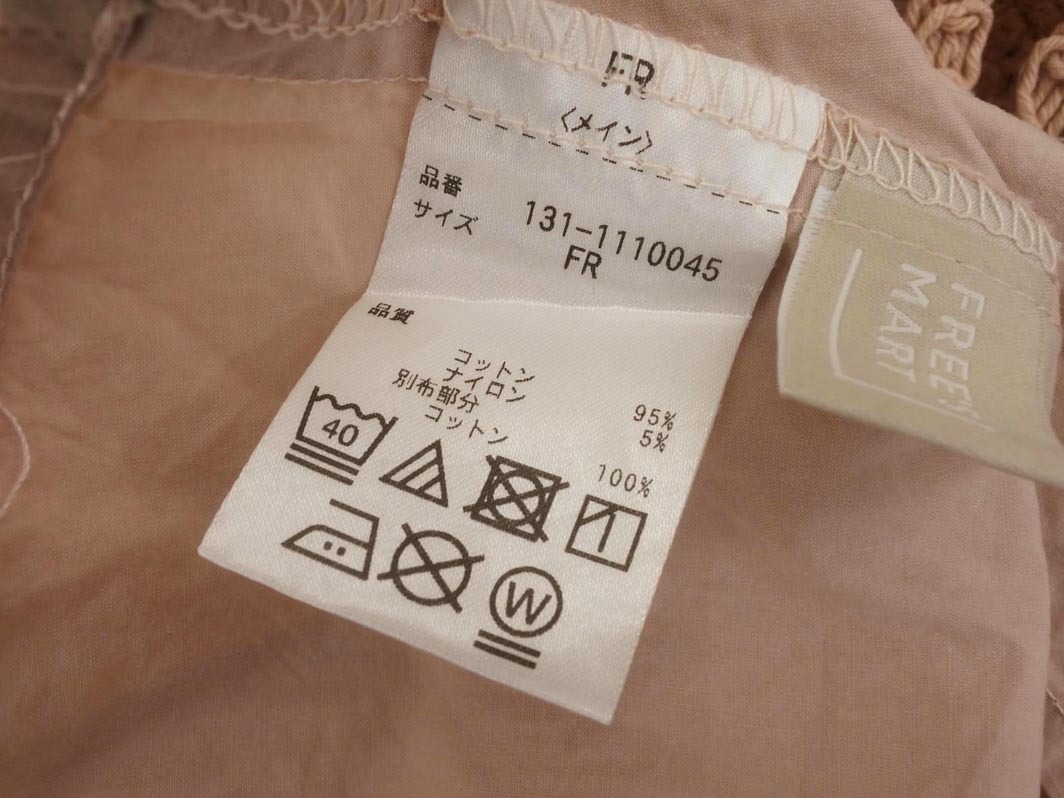 FR
〈メイン〉
品番 131-1110045
サイズ FR
品質
コットン 95%
ナイロン 5%
別布部分
コットン 100%
40
W
FREE'S
MART